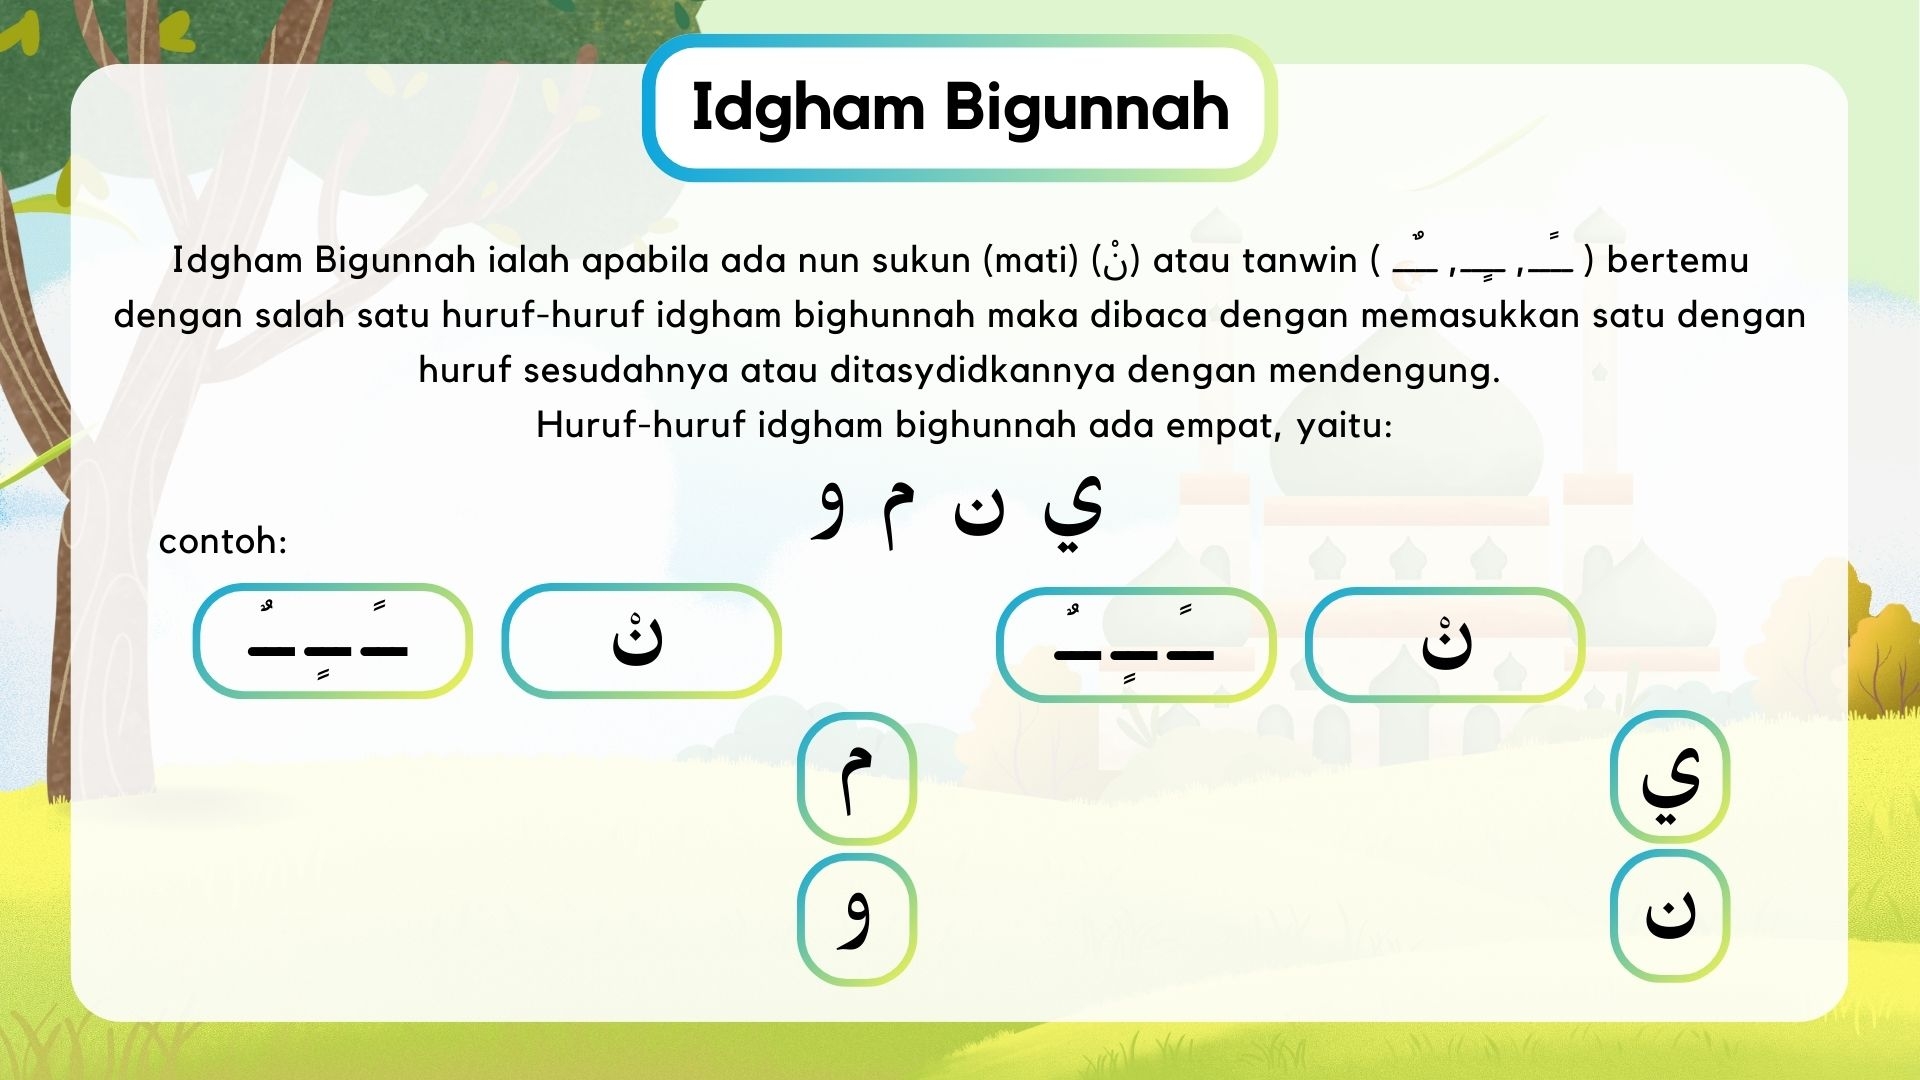 Idgham Bigunnah
Idgham Bigunnah ialah apabila ada nun sukun (mati) (نْ) atau tanwin ( ـــٌـ ,ـــٍـ ,ـــًـ ) bertemu
dengan salah satu huruf-huruf idgham bighunnah maka dibaca dengan memasukkan satu dengan
huruf sesudahnya atau ditasydidkannya dengan mendengung.
Huruf-huruf idgham bighunnah ada empat, yaitu:
ي ن م و
contoh:
ـًـ ـٍـ ـٌـ
نْ
ـًـ ـٍـ ـٌـ
نْ
م
ي
و
ن